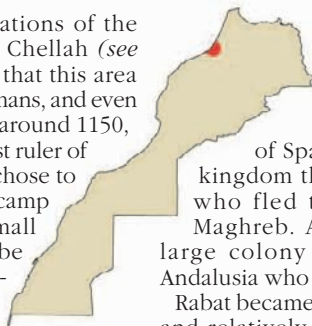 ations of the
Chellah (see
that this area
mans, and even
around 1150,
st ruler of
chose to
camp
mall
be
-
of Spa
kingdom th
who fled t
Maghreb. A
large colony
Andalusia who
Rabat became
and relatively